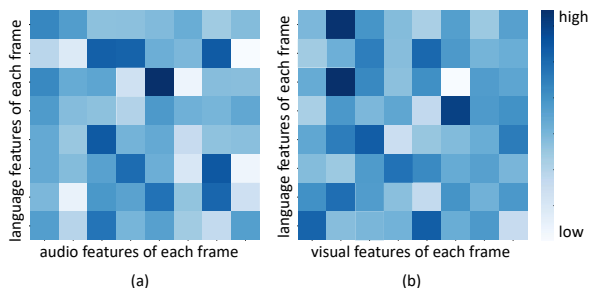 language features of each frame
audio features of each frame
(a)
language features of each frame
visual features of each frame
(b)
high
low